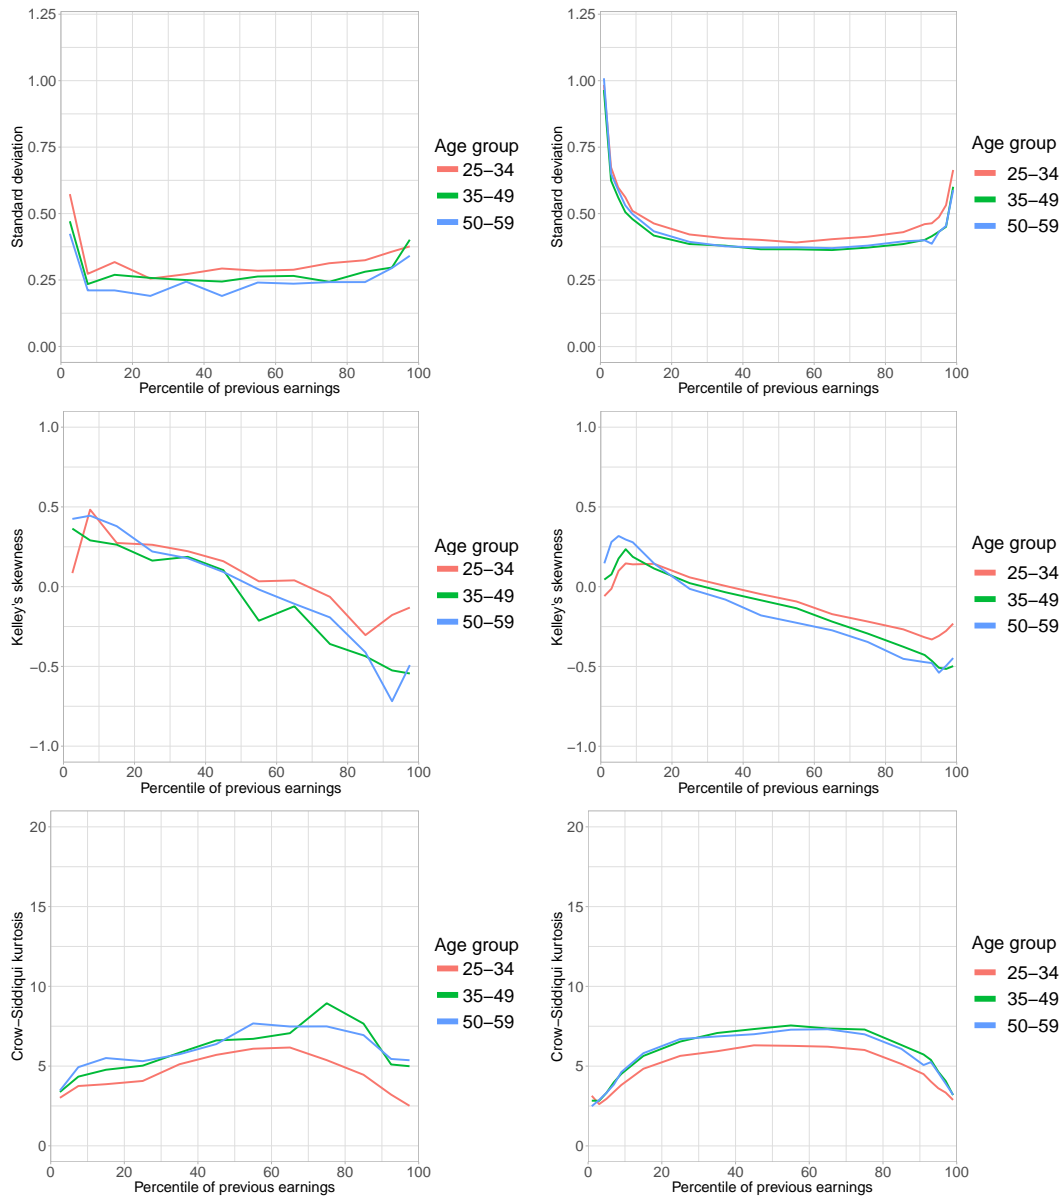 1.25
1.00
0.75
0.50
0.25
0.00
Standard deviation
0 20 40 60 80 100
Percentile of previous earnings
Age group
25–34
35–49
50–59
1.25
1.00
0.75
0.50
0.25
0.00
Standard deviation
0 20 40 60 80 100
Percentile of previous earnings
Age group
25–34
35–49
50–59
1.0
0.5
0.0
−0.5
−1.0
Kelley's skewness
0 20 40 60 80 100
Percentile of previous earnings
Age group
25–34
35–49
50–59
1.0
0.5
0.0
−0.5
−1.0
Kelley's skewness
0 20 40 60 80 100
Percentile of previous earnings
Age group
25–34
35–49
50–59
20
15
10
5
0
Crow−Siddiqui kurtosis
0 20 40 60 80 100
Percentile of previous earnings
Age group
25–34
35–49
50–59
20
15
10
5
0
Crow−Siddiqui kurtosis
0 20 40 60 80 100
Percentile of previous earnings
Age group
25–34
35–49
50–59